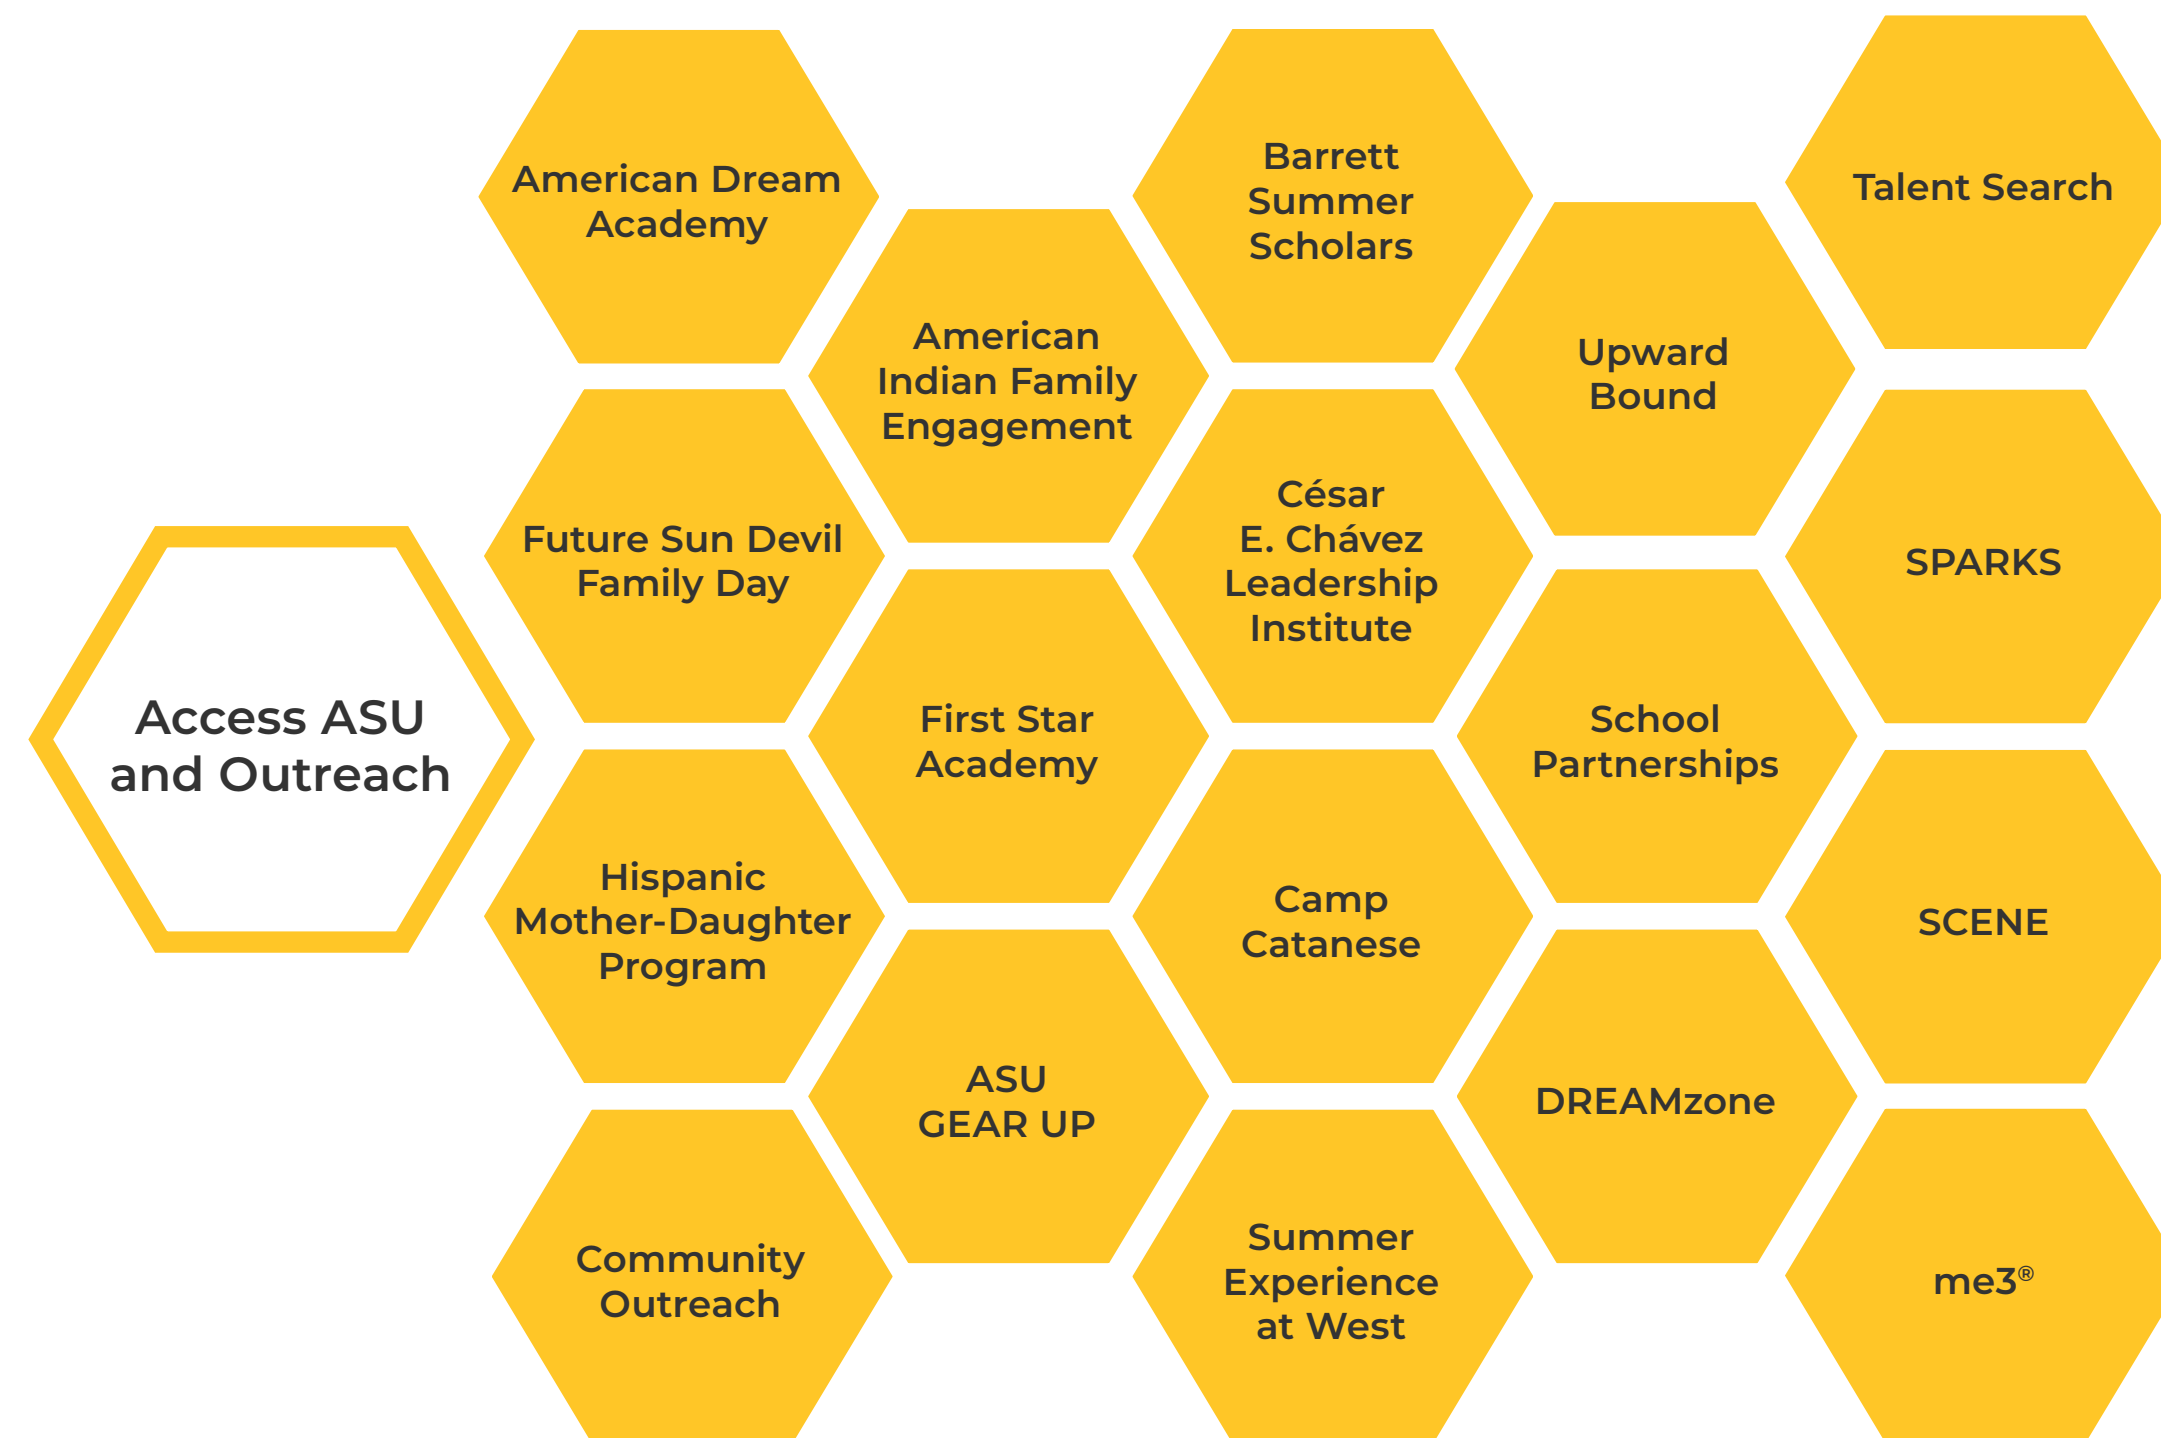 Access ASU
and Outreach
American Dream
Academy
Future Sun Devil
Family Day
Hispanic
Mother-Daughter
Program
Community
Outreach
American
Indian Family
Engagement
First Star
Academy
ASU
GEAR UP
Barrett
Summer
Scholars
César
E. Chávez
Leadership
Institute
Camp
Catanese
Summer
Experience
at West
Upward
Bound
School
Partnerships
DREAMzone
Talent Search
SPARKS
SCENE
me3®